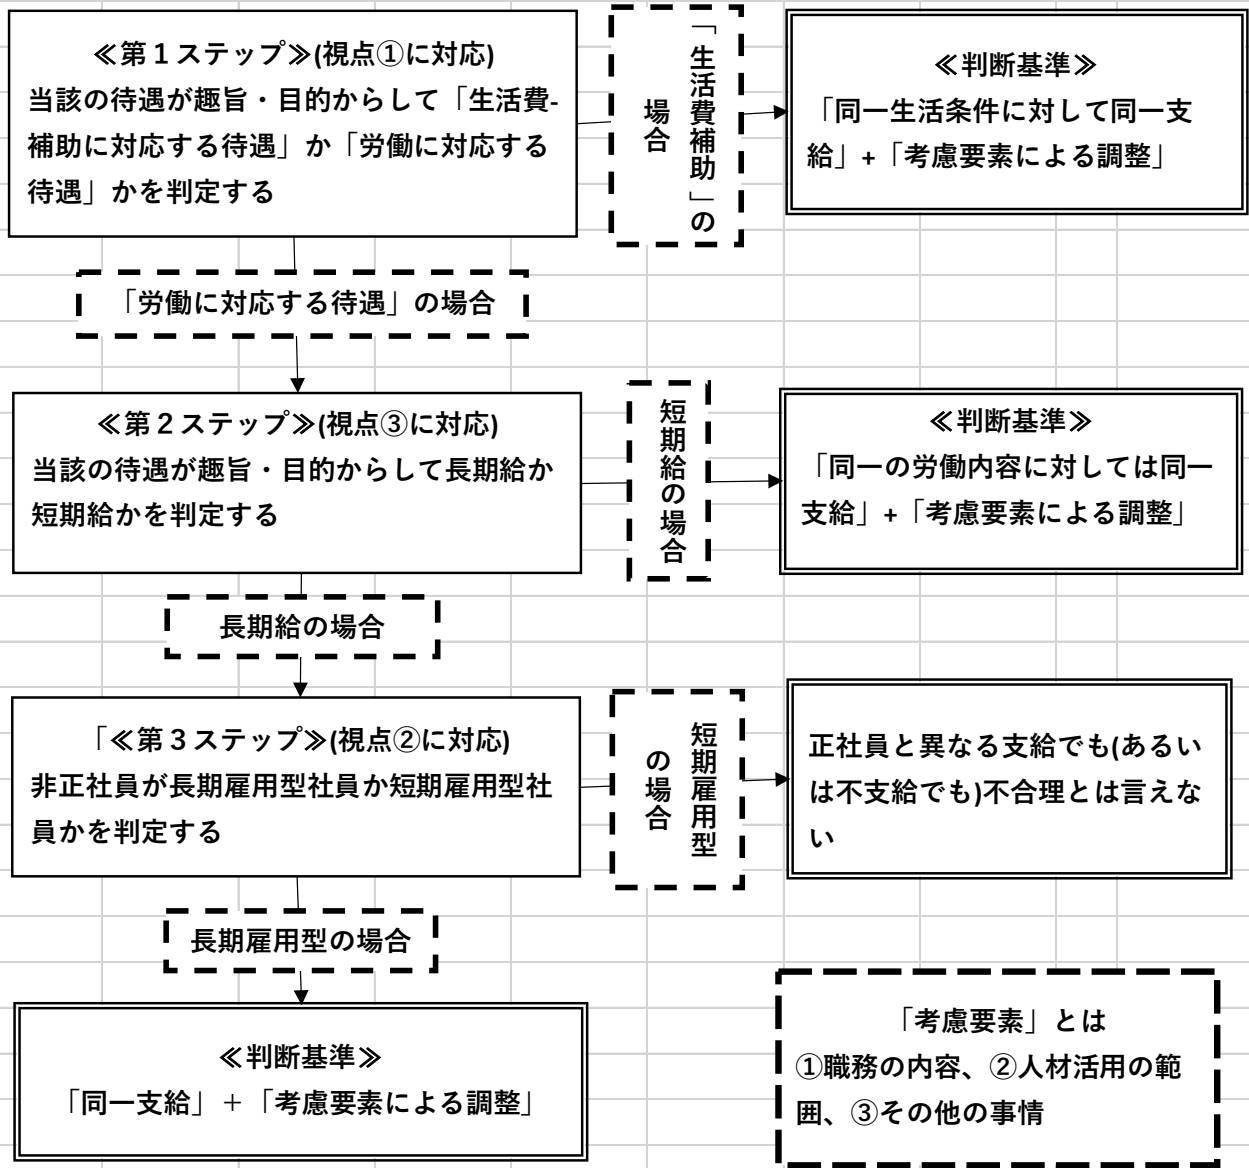 ≪第１ステップ≫(視点①に対応)
当該の待遇が趣旨・目的からして「生活費-
補助に対応する待遇」か「労働に対応する
待遇」かを判定する
「生活費補助」の
場合
≪判断基準≫
「同一生活条件に対して同一支
給」+「考慮要素による調整」
「労働に対応する待遇」の場合
≪第２ステップ≫(視点③に対応)
当該の待遇が趣旨・目的からして長期給か
短期給かを判定する
短期給の場合
≪判断基準≫
「同一の労働内容に対しては同一
支給」+「考慮要素による調整」
長期給の場合
「≪第３ステップ≫(視点②に対応)
非正社員が長期雇用型社員か短期雇用型社
員かを判定する
短期雇用型
の場合
正社員と異なる支給でも(あるい
は不支給でも)不合理とは言えな
い
長期雇用型の場合
≪判断基準≫
「同一支給」＋「考慮要素による調整」
「考慮要素」とは
①職務の内容、②人材活用の範
囲、③その他の事情